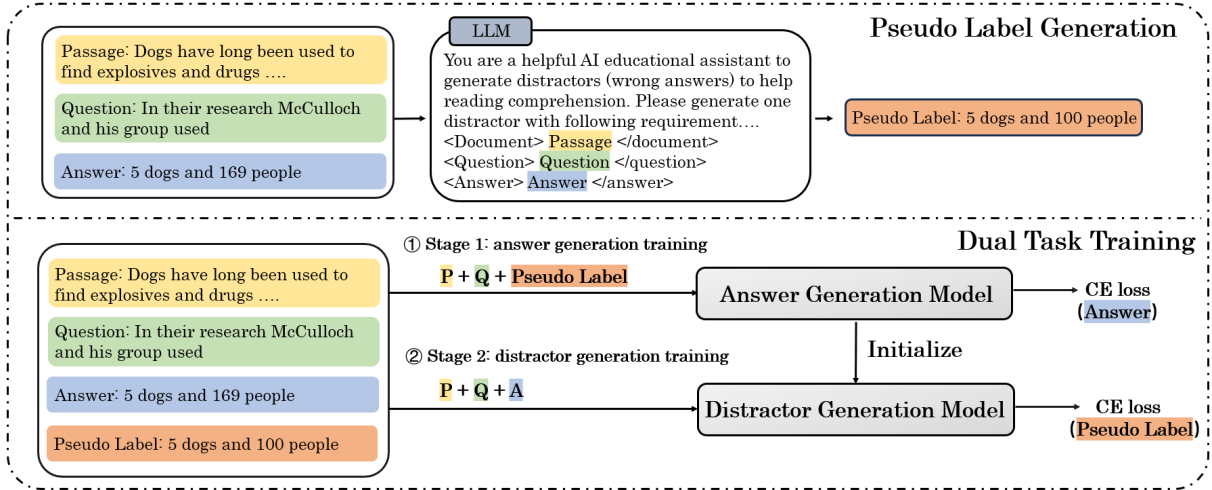 Pseudo Label Generation
Passage: Dogs have long been used to
find explosives and drugs ….
Question: In their research McCulloch
and his group used
Answer: 5 dogs and 169 people
LLM
You are a helpful AI educational assistant to
generate distractors (wrong answers) to help
reading comprehension. Please generate one
distractor with following requirement….
<Document> Passage </document>
<Question> Question </question>
<Answer> Answer </answer>
Pseudo Label: 5 dogs and 100 people
Dual Task Training
Passage: Dogs have long been used to
find explosives and drugs ….
Question: In their research McCulloch
and his group used
Answer: 5 dogs and 169 people
Pseudo Label: 5 dogs and 100 people
① Stage 1: answer generation training
P + Q + Pseudo Label
Answer Generation Model
CE loss
(Answer)
Initialize
② Stage 2: distractor generation training
P + Q + A
Distractor Generation Model
CE loss
(Pseudo Label)